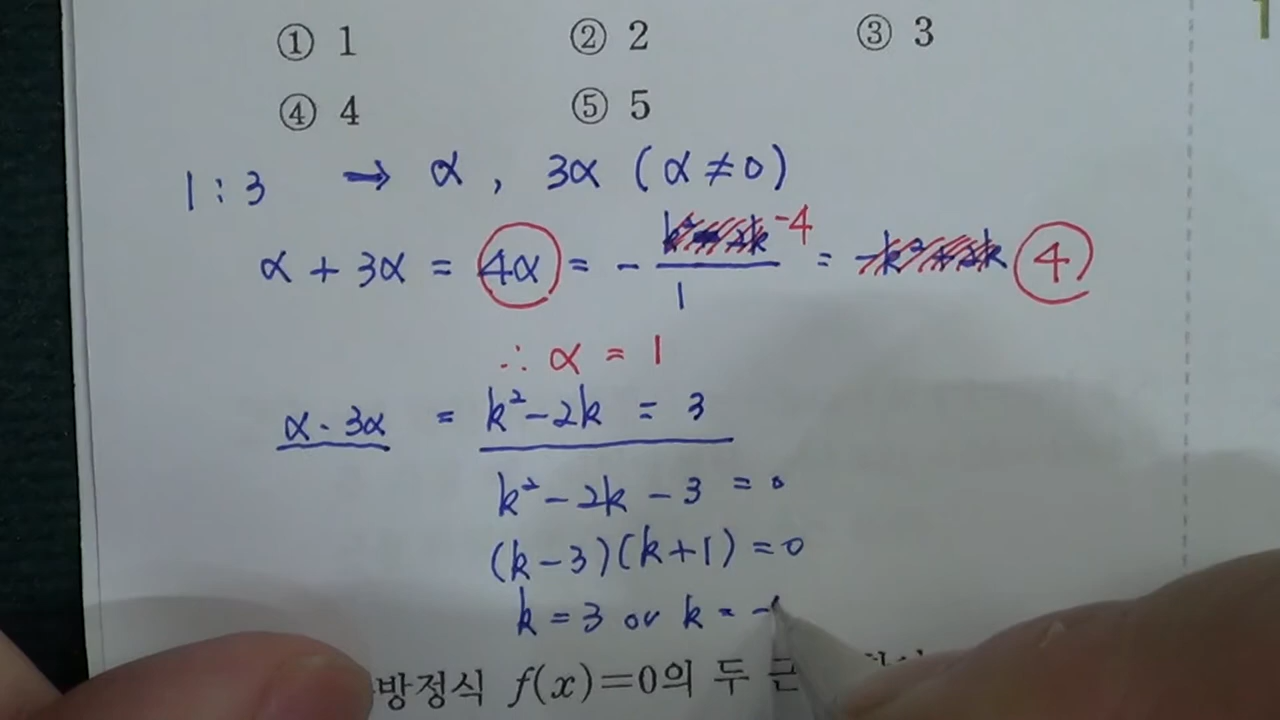 ① 1 ② 2 ③ 3
④ 4 ⑤ 5
1 : 3 → α , 3α ( α ≠ 0 )
α + 3α = 4α = - -4 / 1 = 4
∴ α = 1
α · 3α = k² - 2k = 3
k² - 2k - 3 = 0
(k - 3)(k + 1) = 0
k = 3 or k = -
방정식 f(x)=0의 두 근